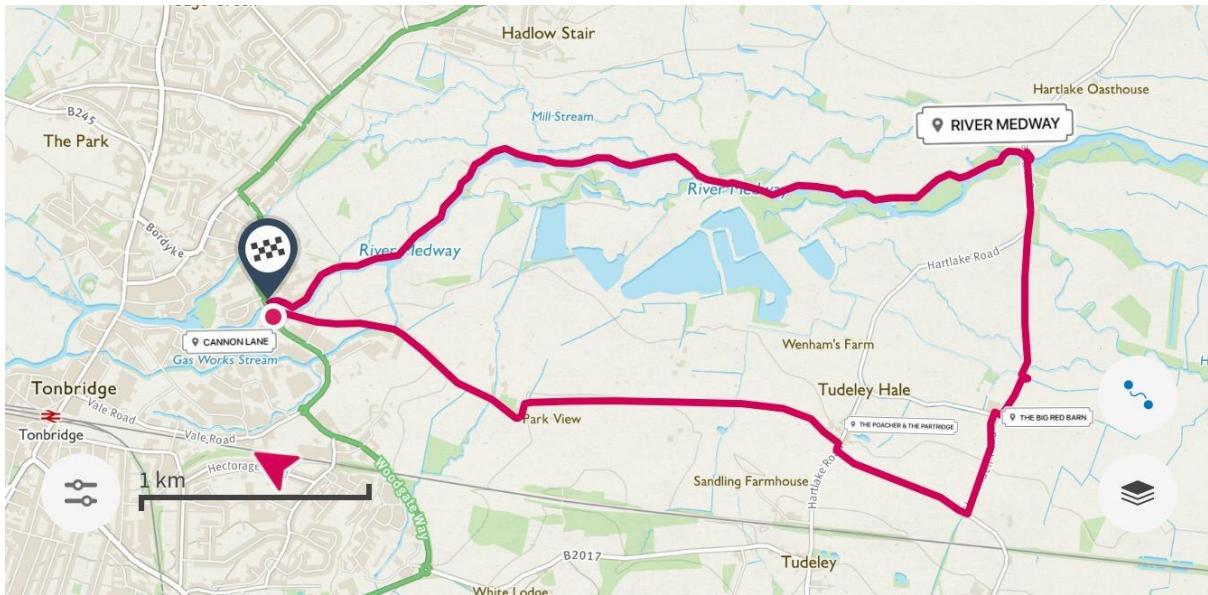 Hadlow Stair
B245
The Park
Mill Stream
Hartlake Oasthouse
RIVER MEDWAY
Bordyke
River Medway
River Medway
Hartlake Road
CANNON LANE
Gas Works Stream
Wenham's Farm
Tonbridge
Tudeley Hale
Vale Road
Tonbridge
Vale Road
Park View
THE POACHER & THE PARTRIDGE
THE BIG RED BARN
Hectorage
1 km
Woodgate Way
Sandling Farmhouse
Hartlake Ro
B2017
Tudeley
White Lodge